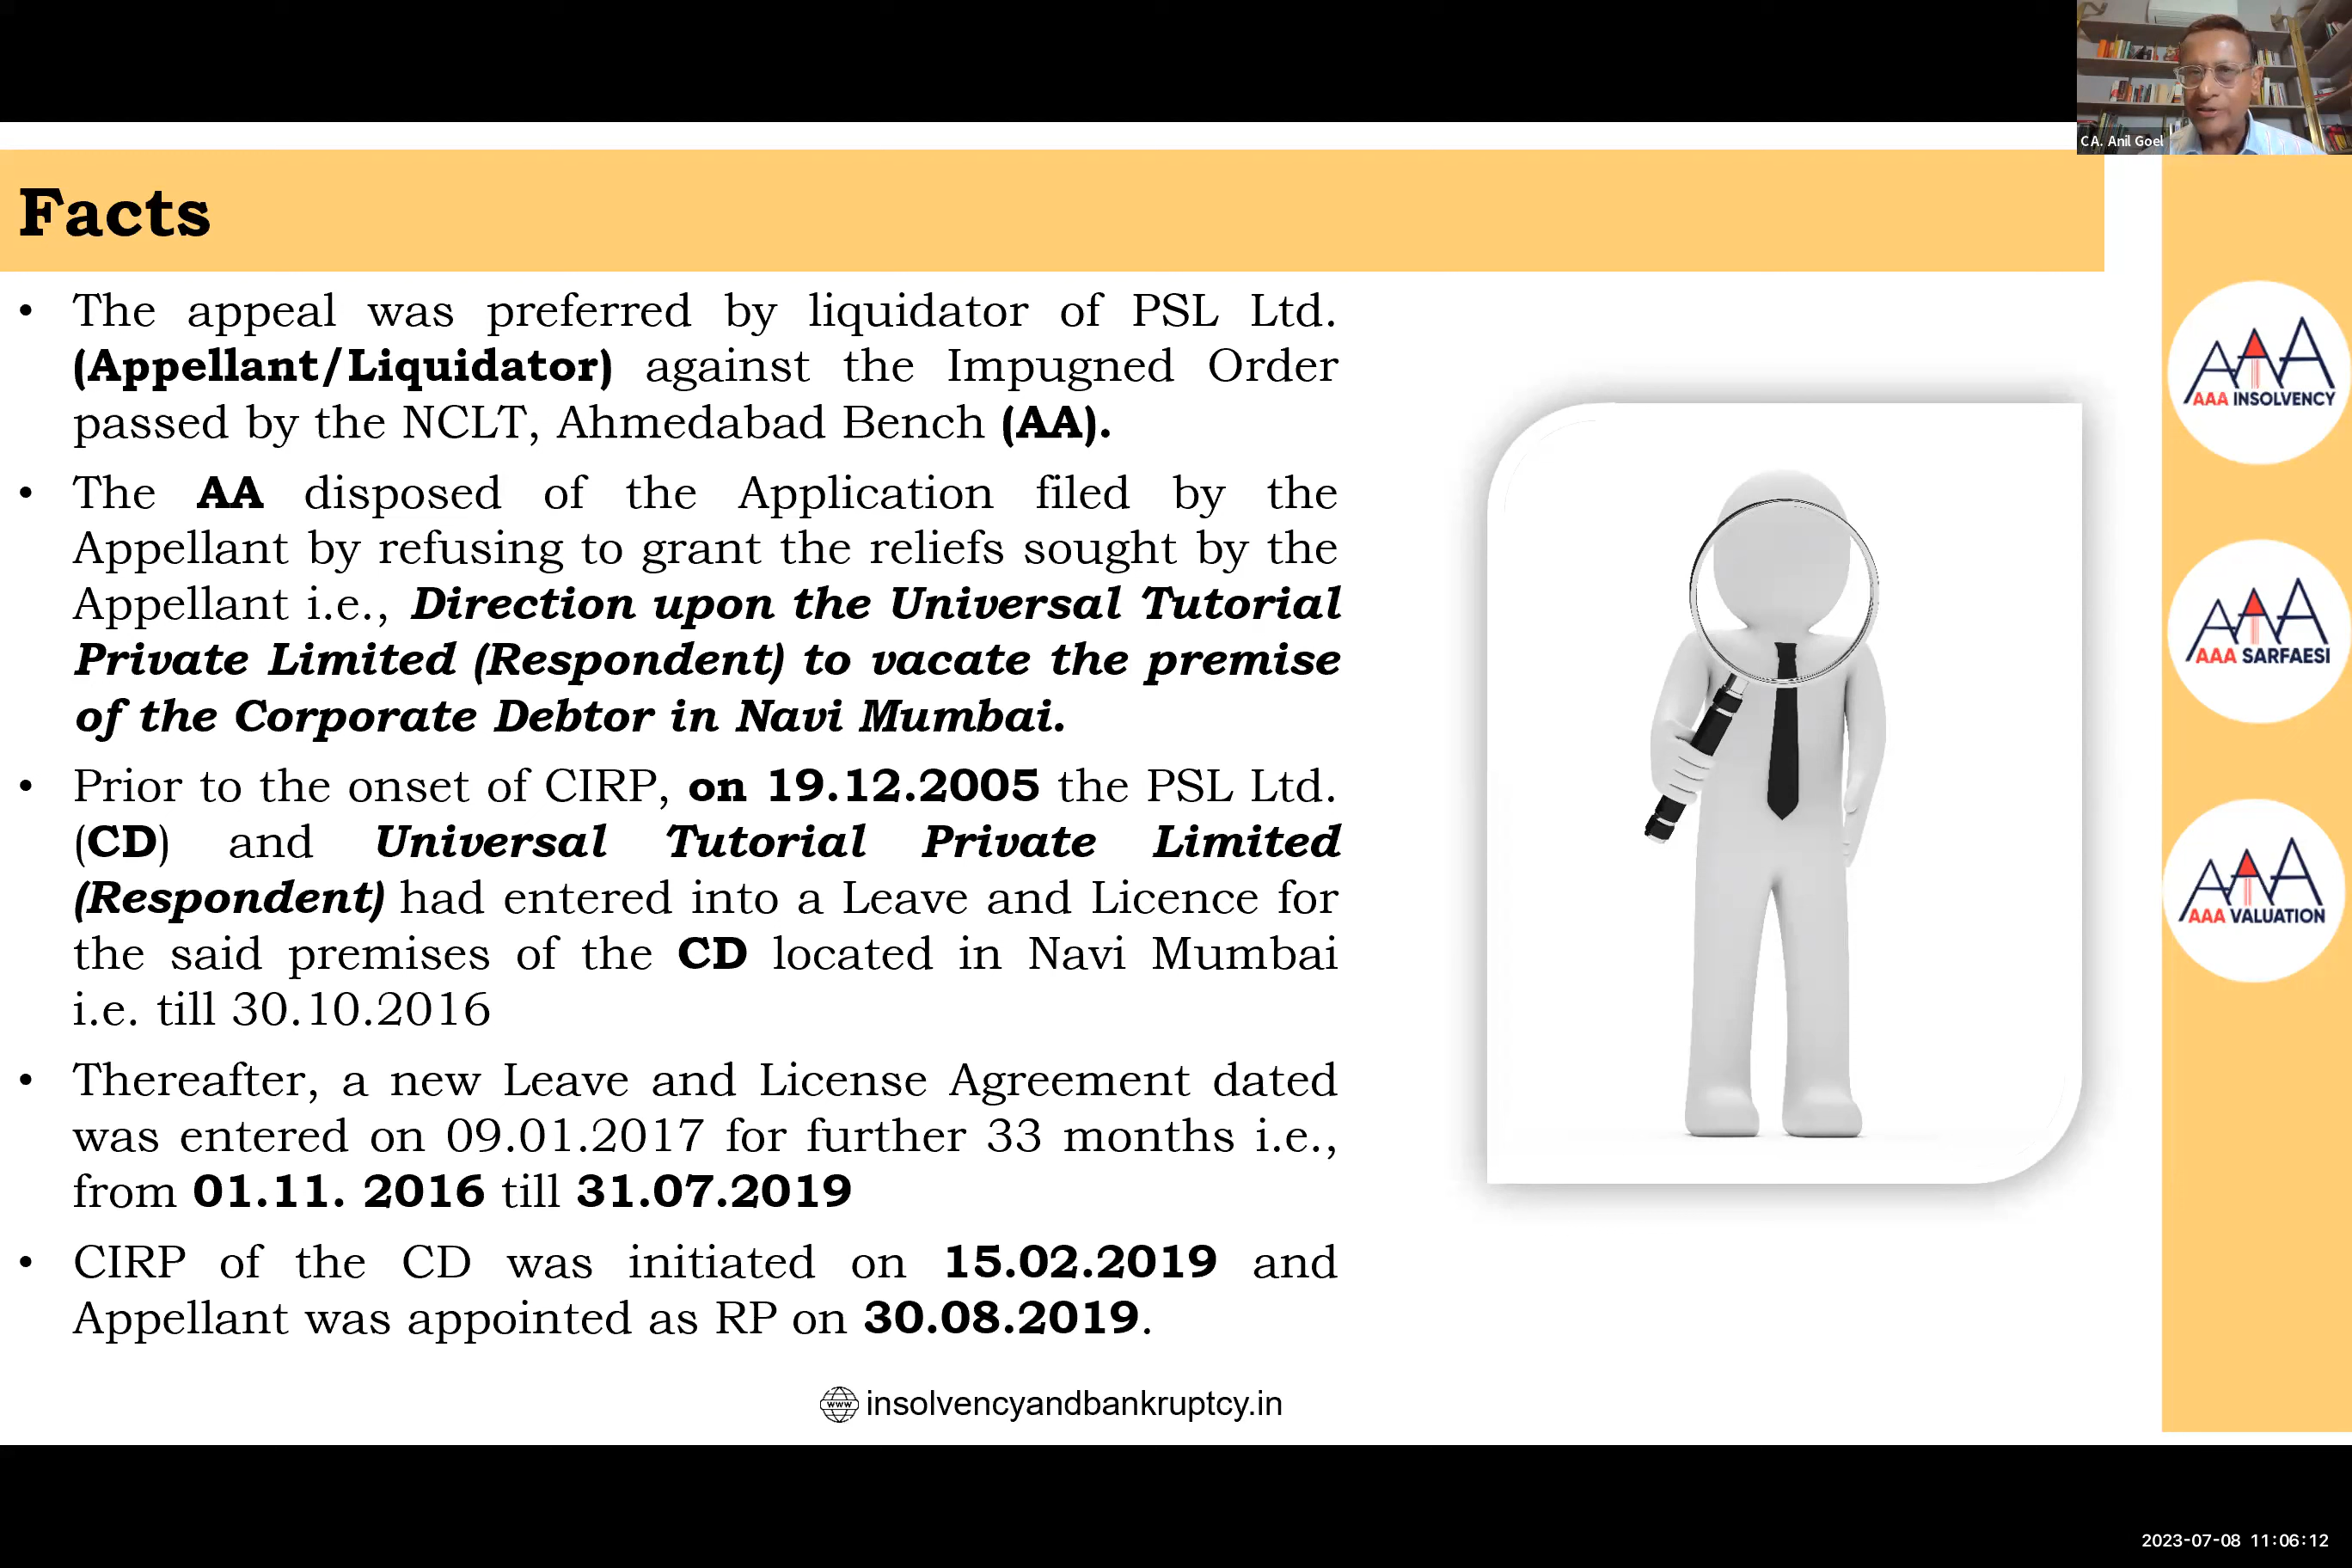 CA. Anil Goel
Facts
• The appeal was preferred by liquidator of PSL Ltd.
(Appellant/Liquidator) against the Impugned Order
passed by the NCLT, Ahmedabad Bench (AA).
• The AA disposed of the Application filed by the
Appellant by refusing to grant the reliefs sought by the
Appellant i.e., Direction upon the Universal Tutorial
Private Limited (Respondent) to vacate the premise
of the Corporate Debtor in Navi Mumbai.
• Prior to the onset of CIRP, on 19.12.2005 the PSL Ltd.
(CD) and Universal Tutorial Private Limited
(Respondent) had entered into a Leave and Licence for
the said premises of the CD located in Navi Mumbai
i.e. till 30.10.2016
• Thereafter, a new Leave and License Agreement dated
was entered on 09.01.2017 for further 33 months i.e.,
from 01.11. 2016 till 31.07.2019
• CIRP of the CD was initiated on 15.02.2019 and
Appellant was appointed as RP on 30.08.2019.
www insolvencyandbankruptcy.in
AAA
AAA INSOLVENCY
AAA
AAA SARFAESI
AAA
AAA VALUATION
2023-07-08 11:06:12